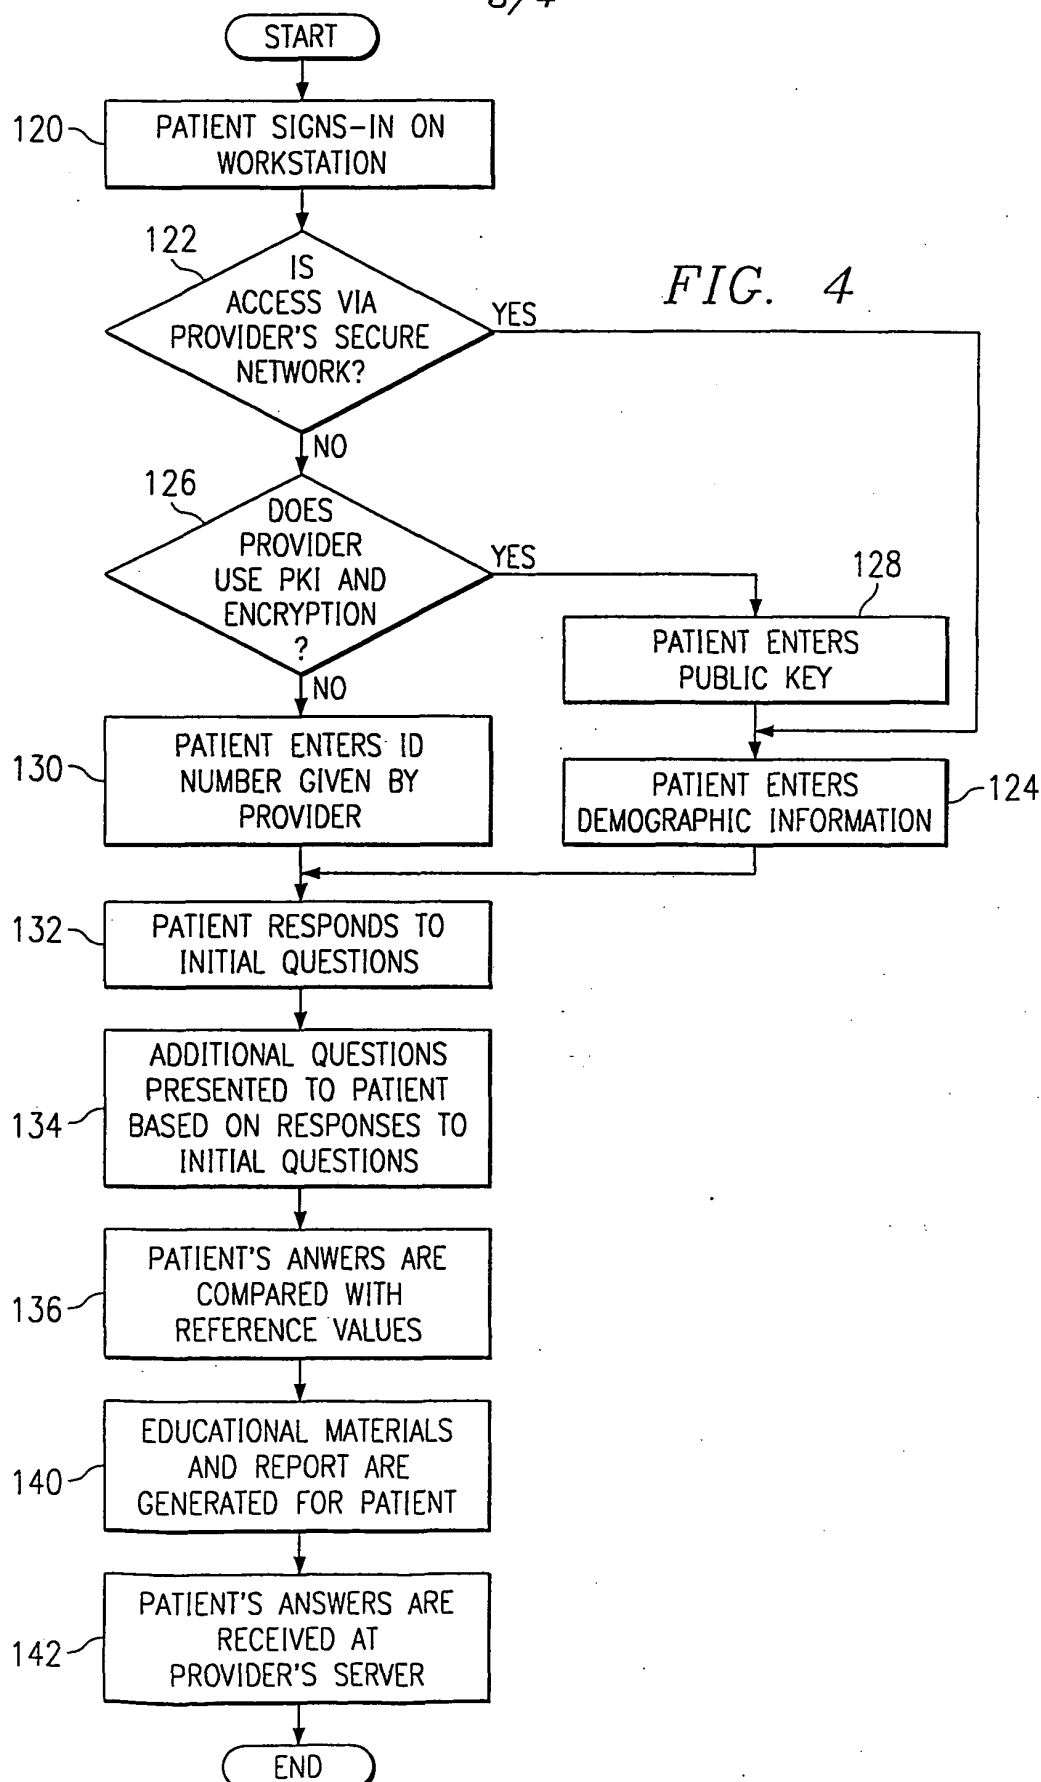 3/4
START
120
PATIENT SIGNS-IN ON
WORKSTATION
122
IS
ACCESS VIA
PROVIDER'S SECURE
NETWORK?
YES
FIG. 4
NO
126
DOES
PROVIDER
USE PKI AND
ENCRYPTION
?
YES
128
PATIENT ENTERS
PUBLIC KEY
NO
130
PATIENT ENTERS ID
NUMBER GIVEN BY
PROVIDER
PATIENT ENTERS
DEMOGRAPHIC INFORMATION
124
132
PATIENT RESPONDS TO
INITIAL QUESTIONS
134
ADDITIONAL QUESTIONS
PRESENTED TO PATIENT
BASED ON RESPONSES TO
INITIAL QUESTIONS
136
PATIENT'S ANWERS ARE
COMPARED WITH
REFERENCE VALUES
140
EDUCATIONAL MATERIALS
AND REPORT ARE
GENERATED FOR PATIENT
142
PATIENT'S ANSWERS ARE
RECEIVED AT
PROVIDER'S SERVER
END